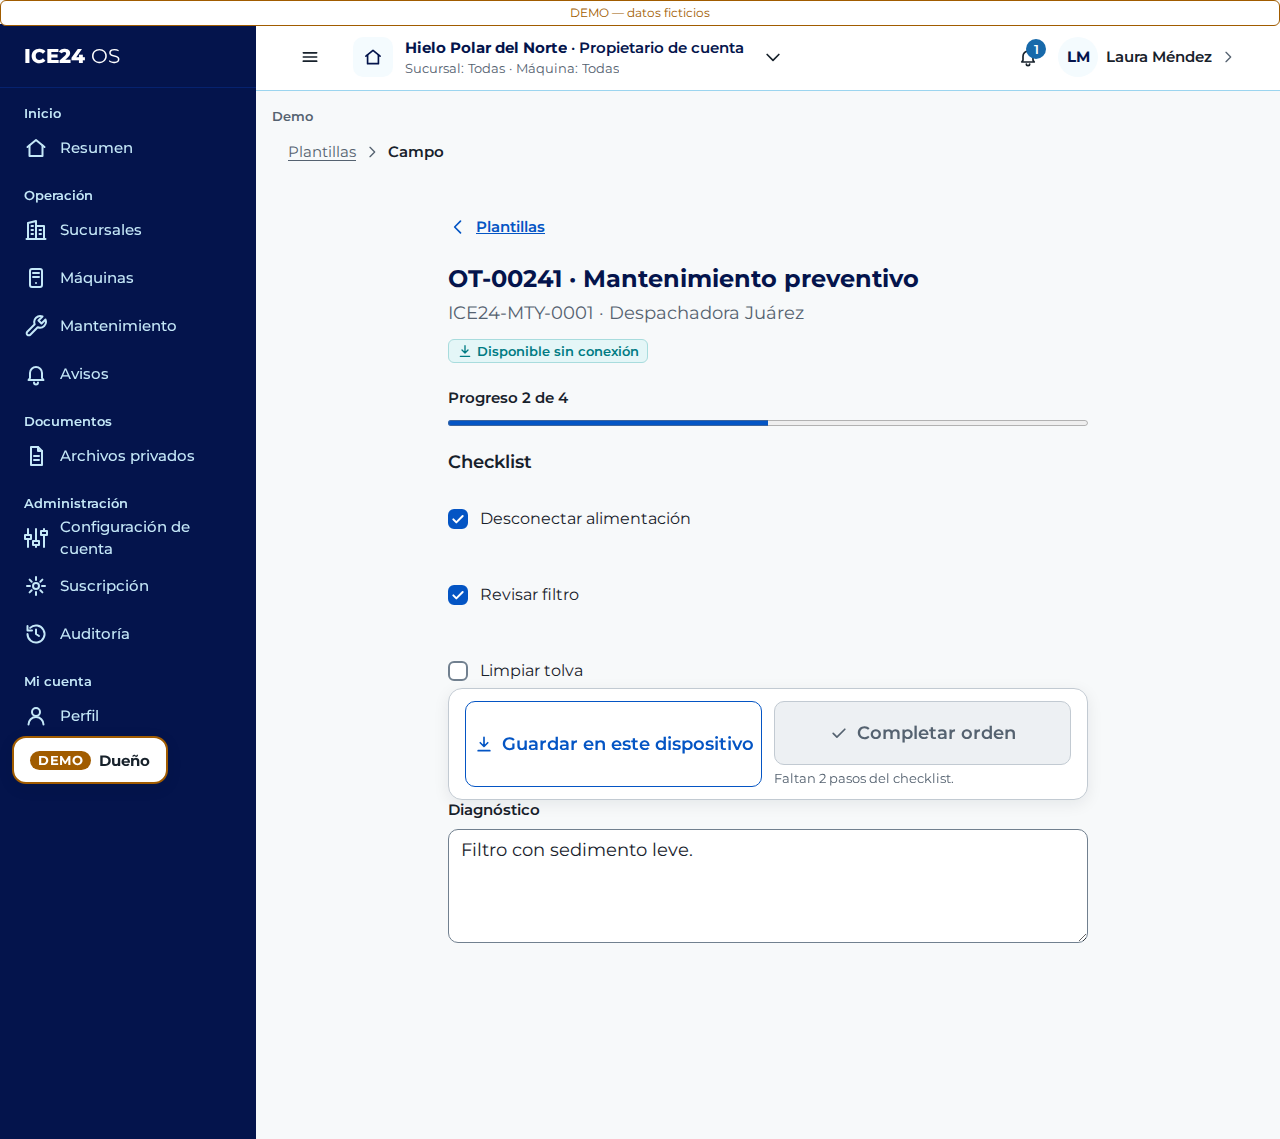 DEMO — datos ficticios
ICE24 OS
Inicio
Resumen
Operación
Sucursales
Máquinas
Mantenimiento
Avisos
Documentos
Archivos privados
Administración
Configuración de
cuenta
Suscripción
Auditoría
Mi cuenta
Perfil
DEMO Dueño
Hielo Polar del Norte · Propietario de cuenta
Sucursal: Todas · Máquina: Todas
1
LM Laura Méndez
Demo
Plantillas
Campo
Plantillas
OT-00241 · Mantenimiento preventivo
ICE24-MTY-0001 · Despachadora Juárez
Disponible sin conexión
Progreso 2 de 4
Checklist
Desconectar alimentación
Revisar filtro
Limpiar tolva
Guardar en este dispositivo
Completar orden
Faltan 2 pasos del checklist.
Diagnóstico
Filtro con sedimento leve.